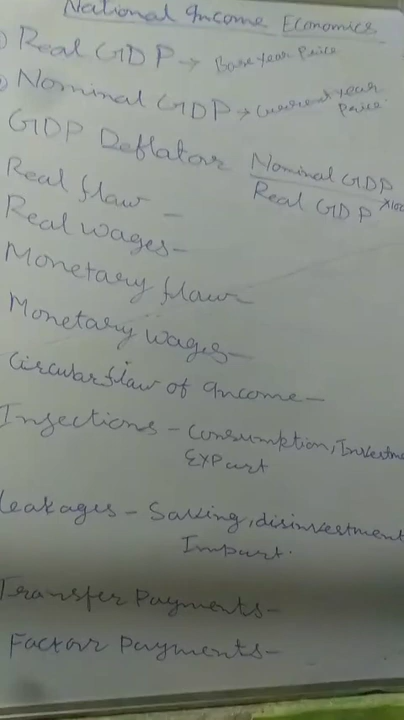 National Income Economics
Real GDP → Base year Price
Nominal GDP → Current year Price
GDP Deflator Nominal GDP
Real GDP ×100
Real flow -
Real Wages -
Monetary flow -
Monetary Wages -
Circular flow of Income -
Injections - Consumption, Investme
Export
Leakages - Saving, disinvestment
Import.
Transfer Payments -
Factor Payments -